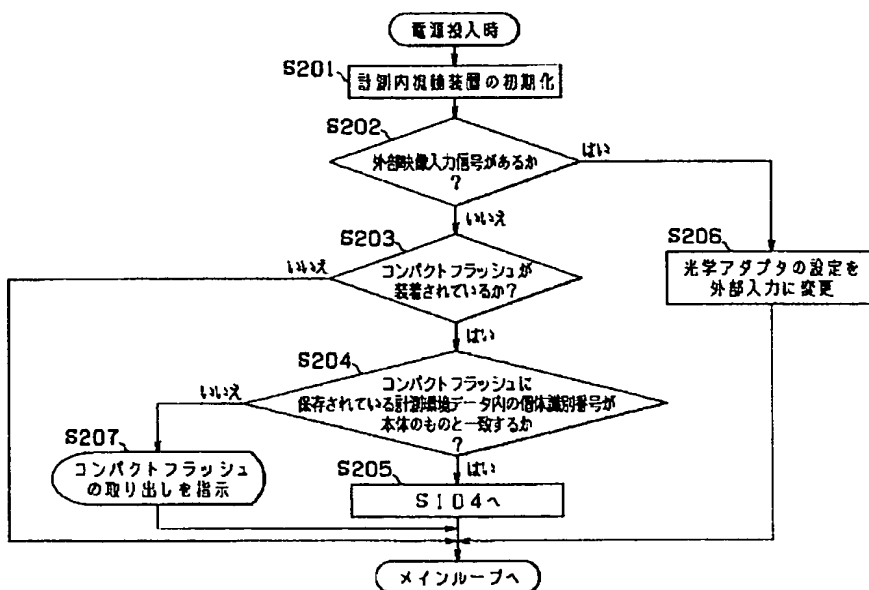 電源投入時
S201
計測内視鏡装置の初期化
S202
外部映像入力信号があるか
?
はい
いいえ
S203
コンパクトフラッシュが
装着されているか?
いいえ
はい
S206
光学アダプタの設定を
外部入力に変更
S204
コンパクトフラッシュに
保存されている計測環境データ内の個体識別番号が
本体のものと一致するか
?
いいえ
はい
S207
コンパクトフラッシュ
の取り出しを指示
S205
S104へ
メインループへ